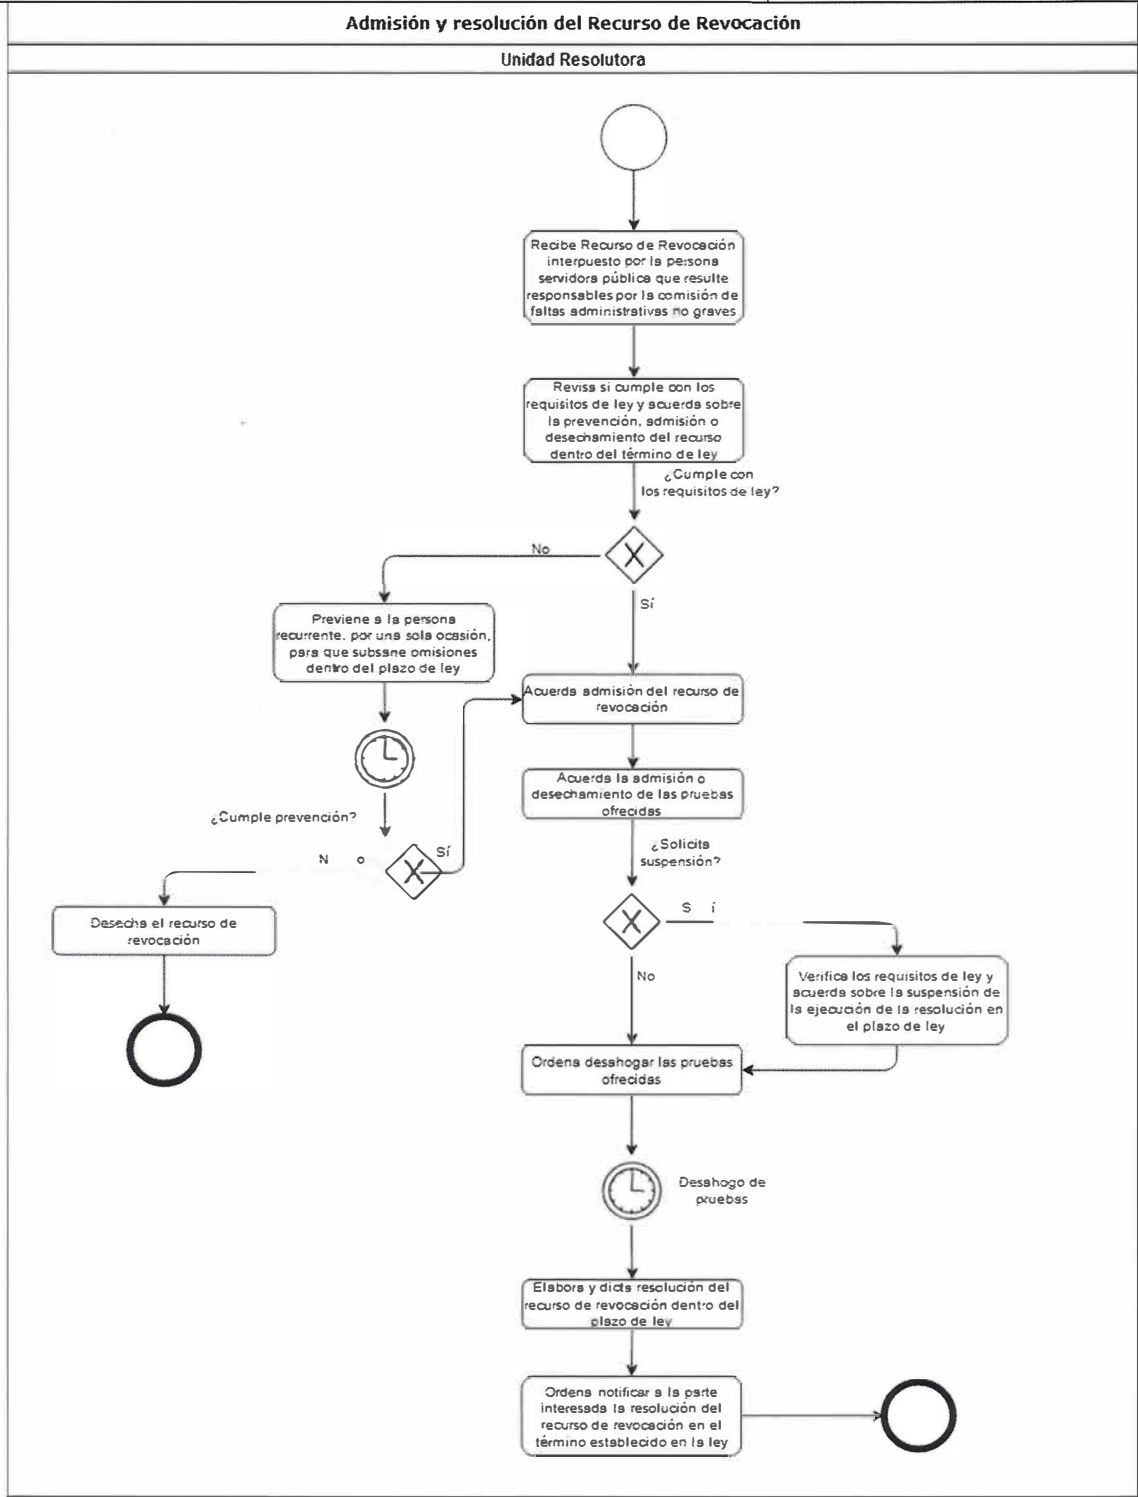 Admisión y resolución del Recurso de Revocación
Unidad Resolutora
Recibe Recurso de Revocación
interpuesto por la persona
servidora pública que resulte
responsables por la comisión de
faltas administrativas no graves
Revisa si cumple con los
requisitos de ley y acuerda sobre
la prevención, admisión o
desechamiento del recurso
dentro del término de ley
¿Cumple con
los requisitos de ley?
No
Sí
Previene a la persona
recurrente, por una sola ocasión,
para que subsane omisiones
dentro del plazo de ley
Acuerda admisión del recurso de
revocación
Acuerda la admisión o
desechamiento de las pruebas
ofrecidas
¿Cumple prevención?
Sí
No
¿Solicita
suspensión?
Desecha el recurso de
revocación
Sí
No
Verifica los requisitos de ley y
acuerda sobre la suspensión de
la ejecución de la resolución en
el plazo de ley
Ordena desahogar las pruebas
ofrecidas
Desahogo de
pruebas
Elabora y dicta resolución del
recurso de revocación dentro del
plazo de ley
Ordena notificar a la parte
interesada la resolución del
recurso de revocación en el
término establecido en la ley